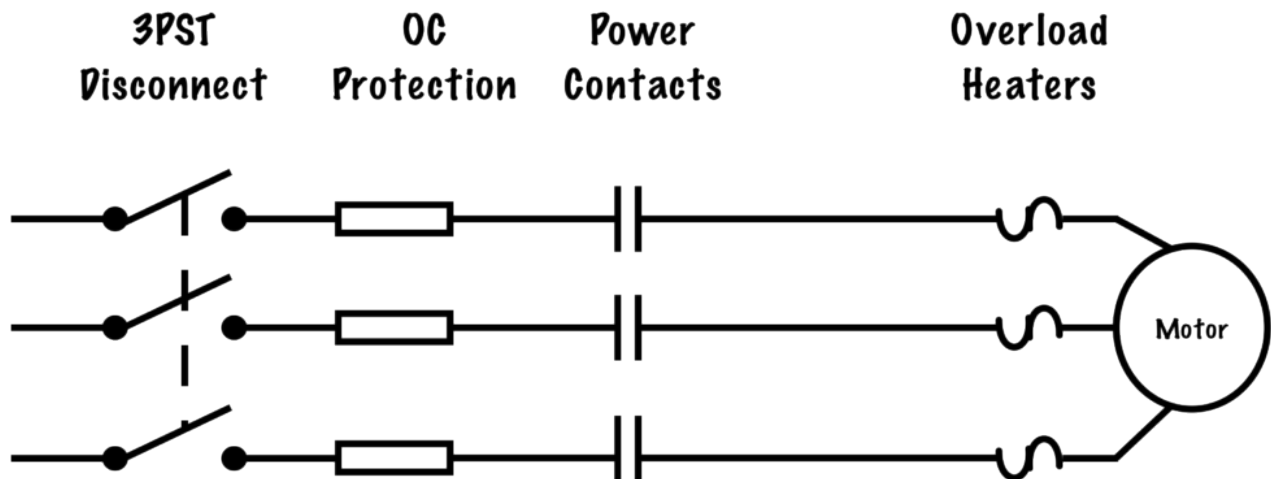 3PST
Disconnect
OC
Protection
Power
Contacts
Overload
Heaters
Motor